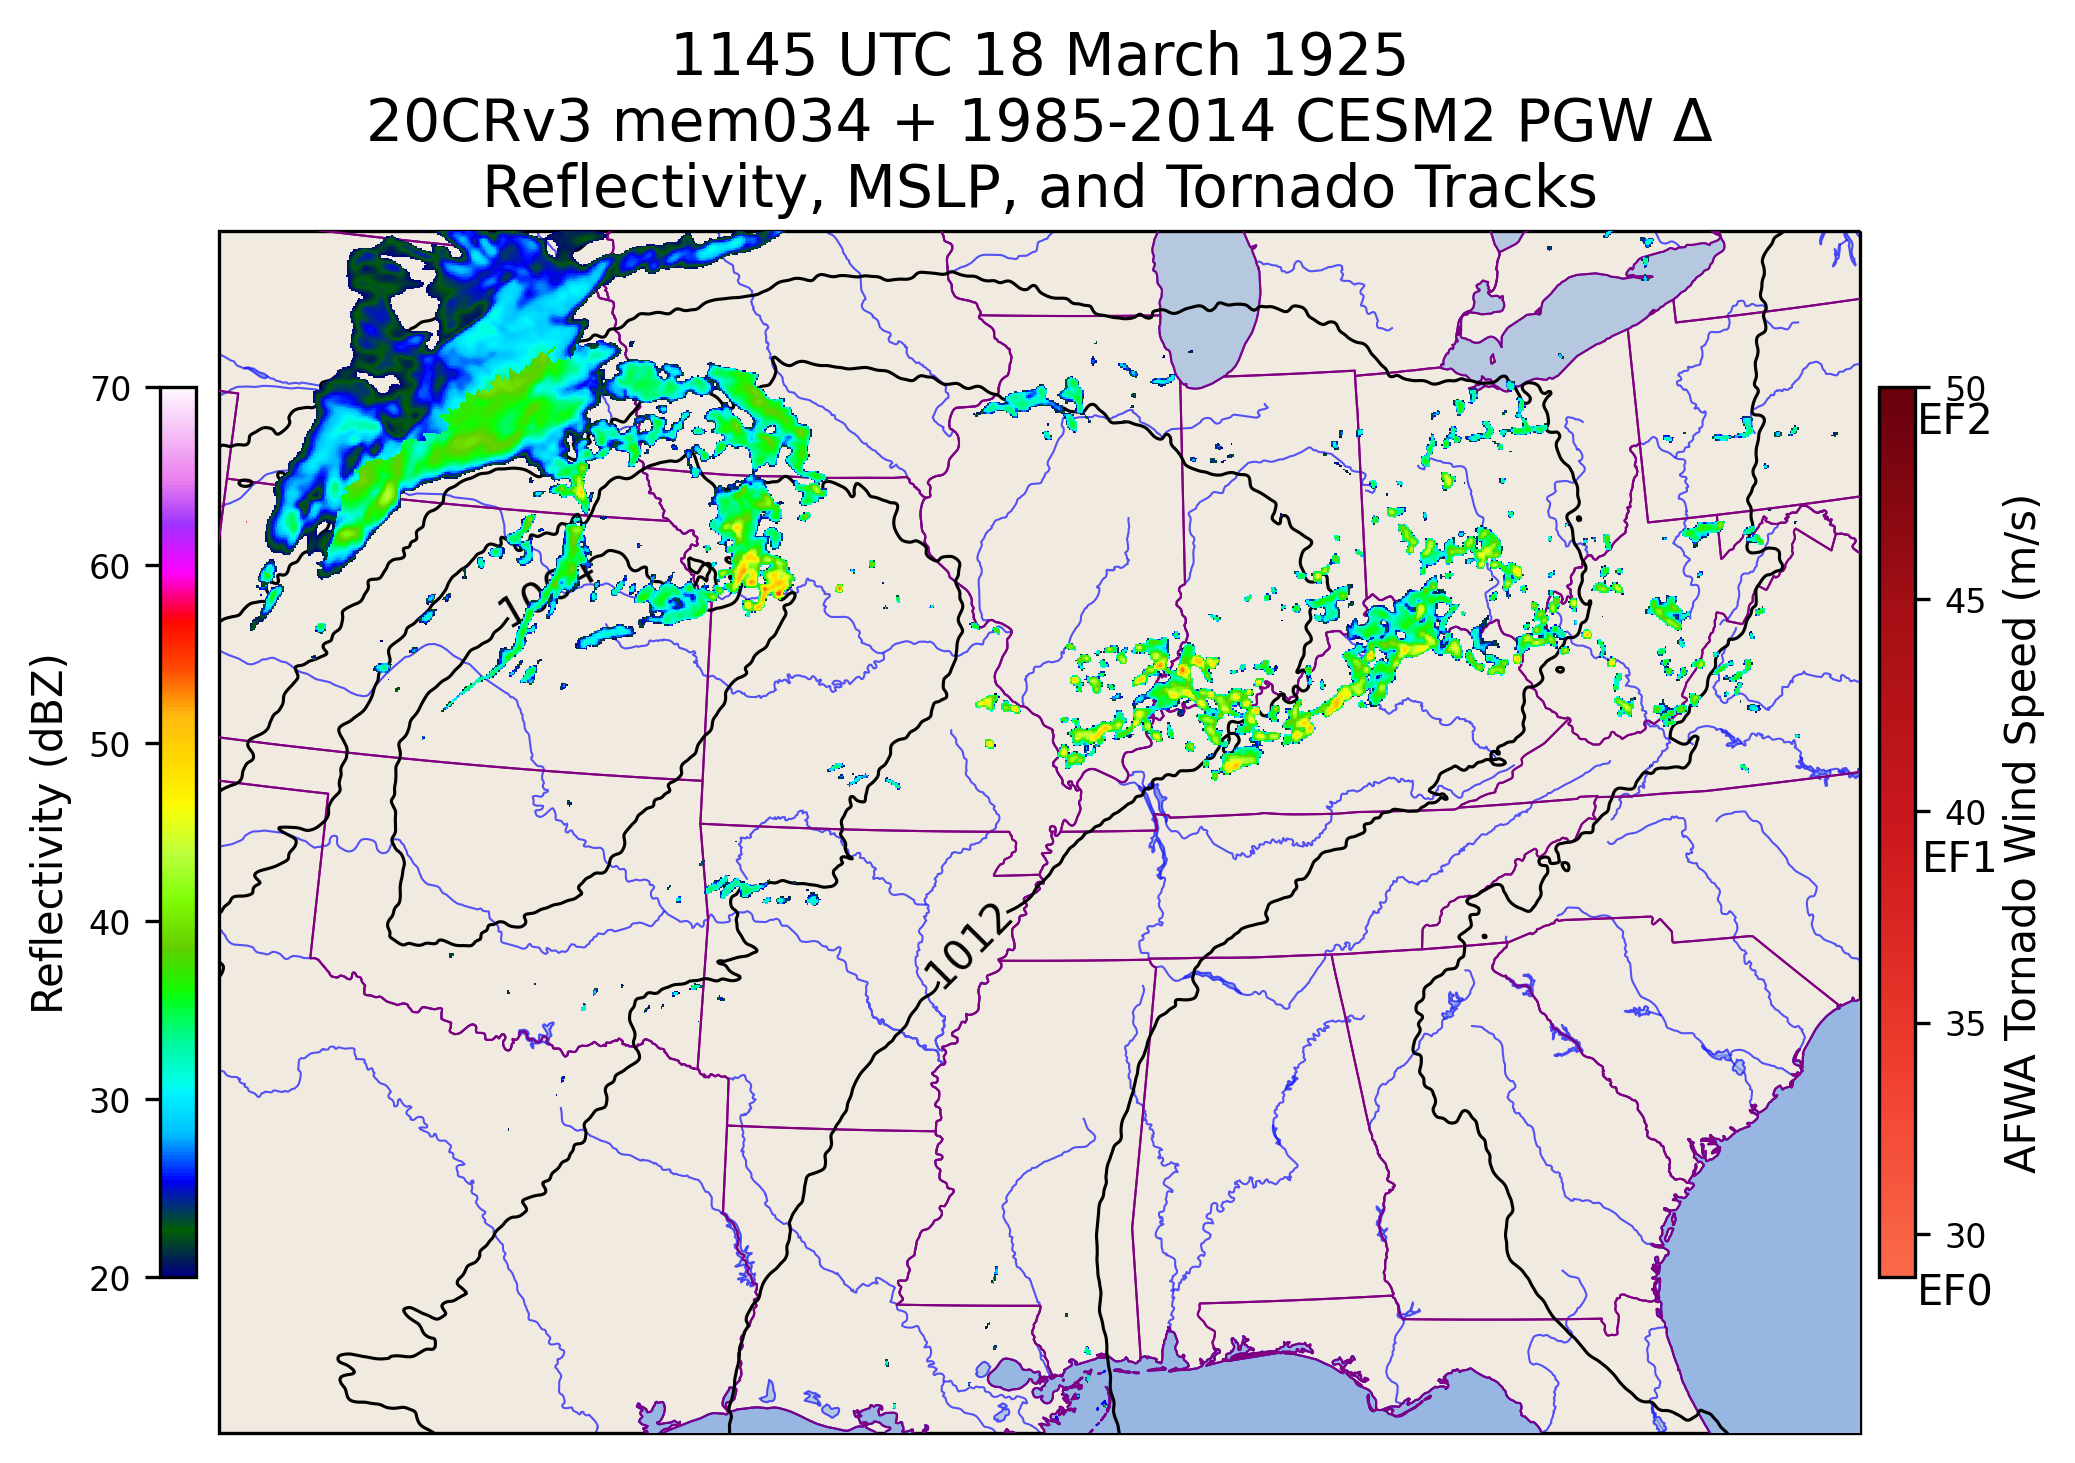 1145 UTC 18 March 1925
20CRv3 mem034 + 1985-2014 CESM2 PGW Δ
Reflectivity, MSLP, and Tornado Tracks
70
60
50
40
30
20
Reflectivity (dBZ)
1012
50
EF2
45
40
EF1
35
30
EF0
AFWA Tornado Wind Speed (m/s)